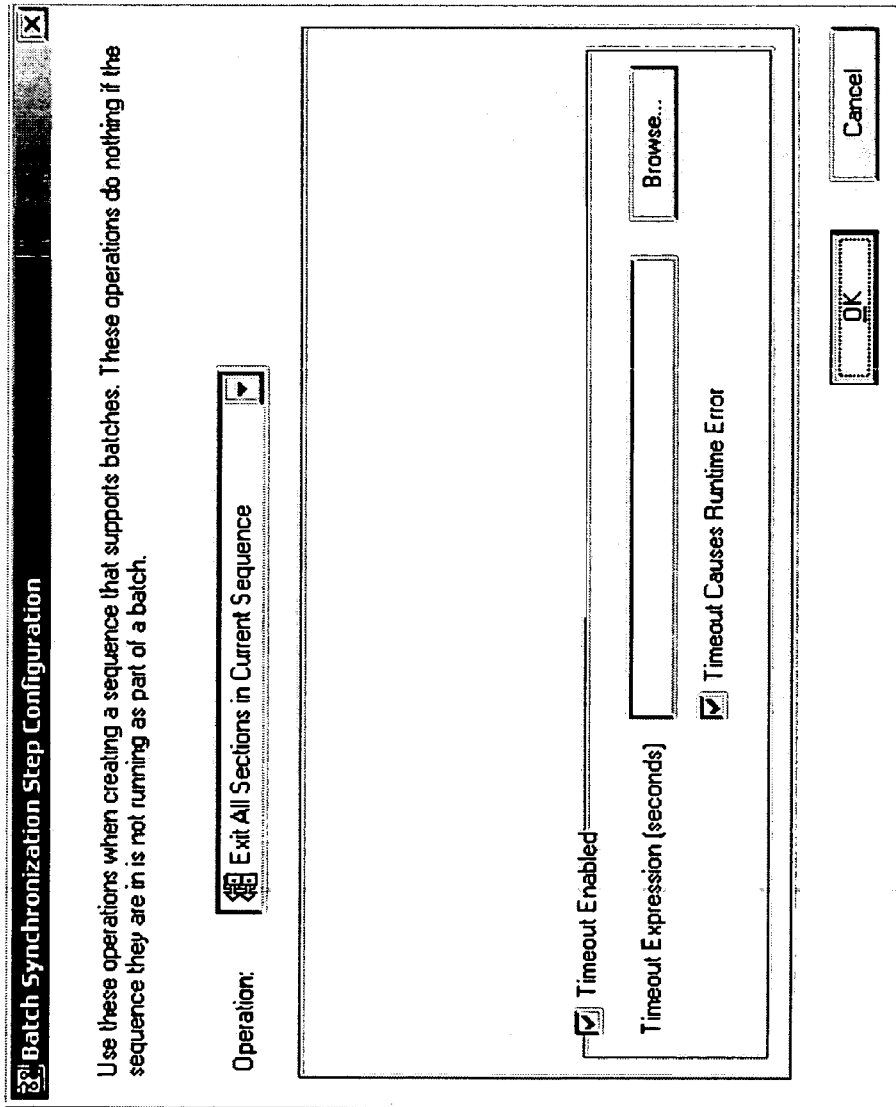 Batch Synchronization Step Configuration
Use these operations when creating a sequence that supports batches. These operations do nothing if the
sequence they are in is not running as part of a batch.
Operation:
Exit All Sections in Current Sequence
Timeout Enabled
Timeout Expression (seconds)
Browse...
Timeout Causes Runtime Error
OK
Cancel